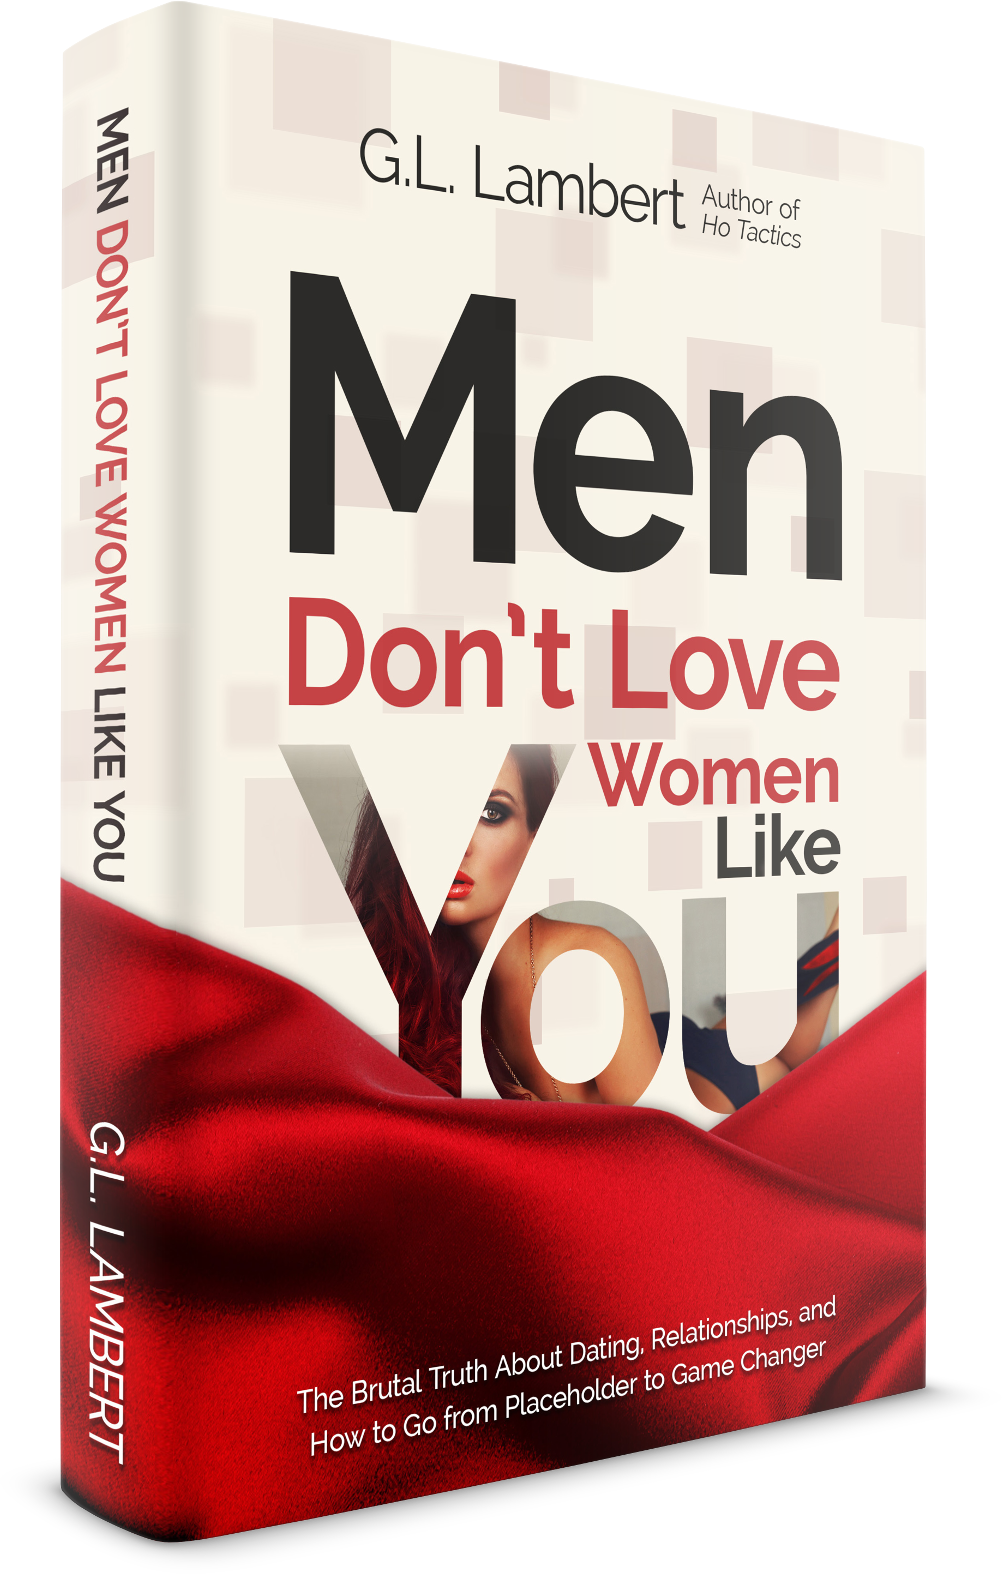 MEN DON'T LOVE WOMEN LIKE YOU
G.L. LAMBERT
G.L. Lambert
Author of
Ho Tactics
Men
Don't Love
Women
Like
You
The Brutal Truth About Dating, Relationships, and
How to Go from Placeholder to Game Changer